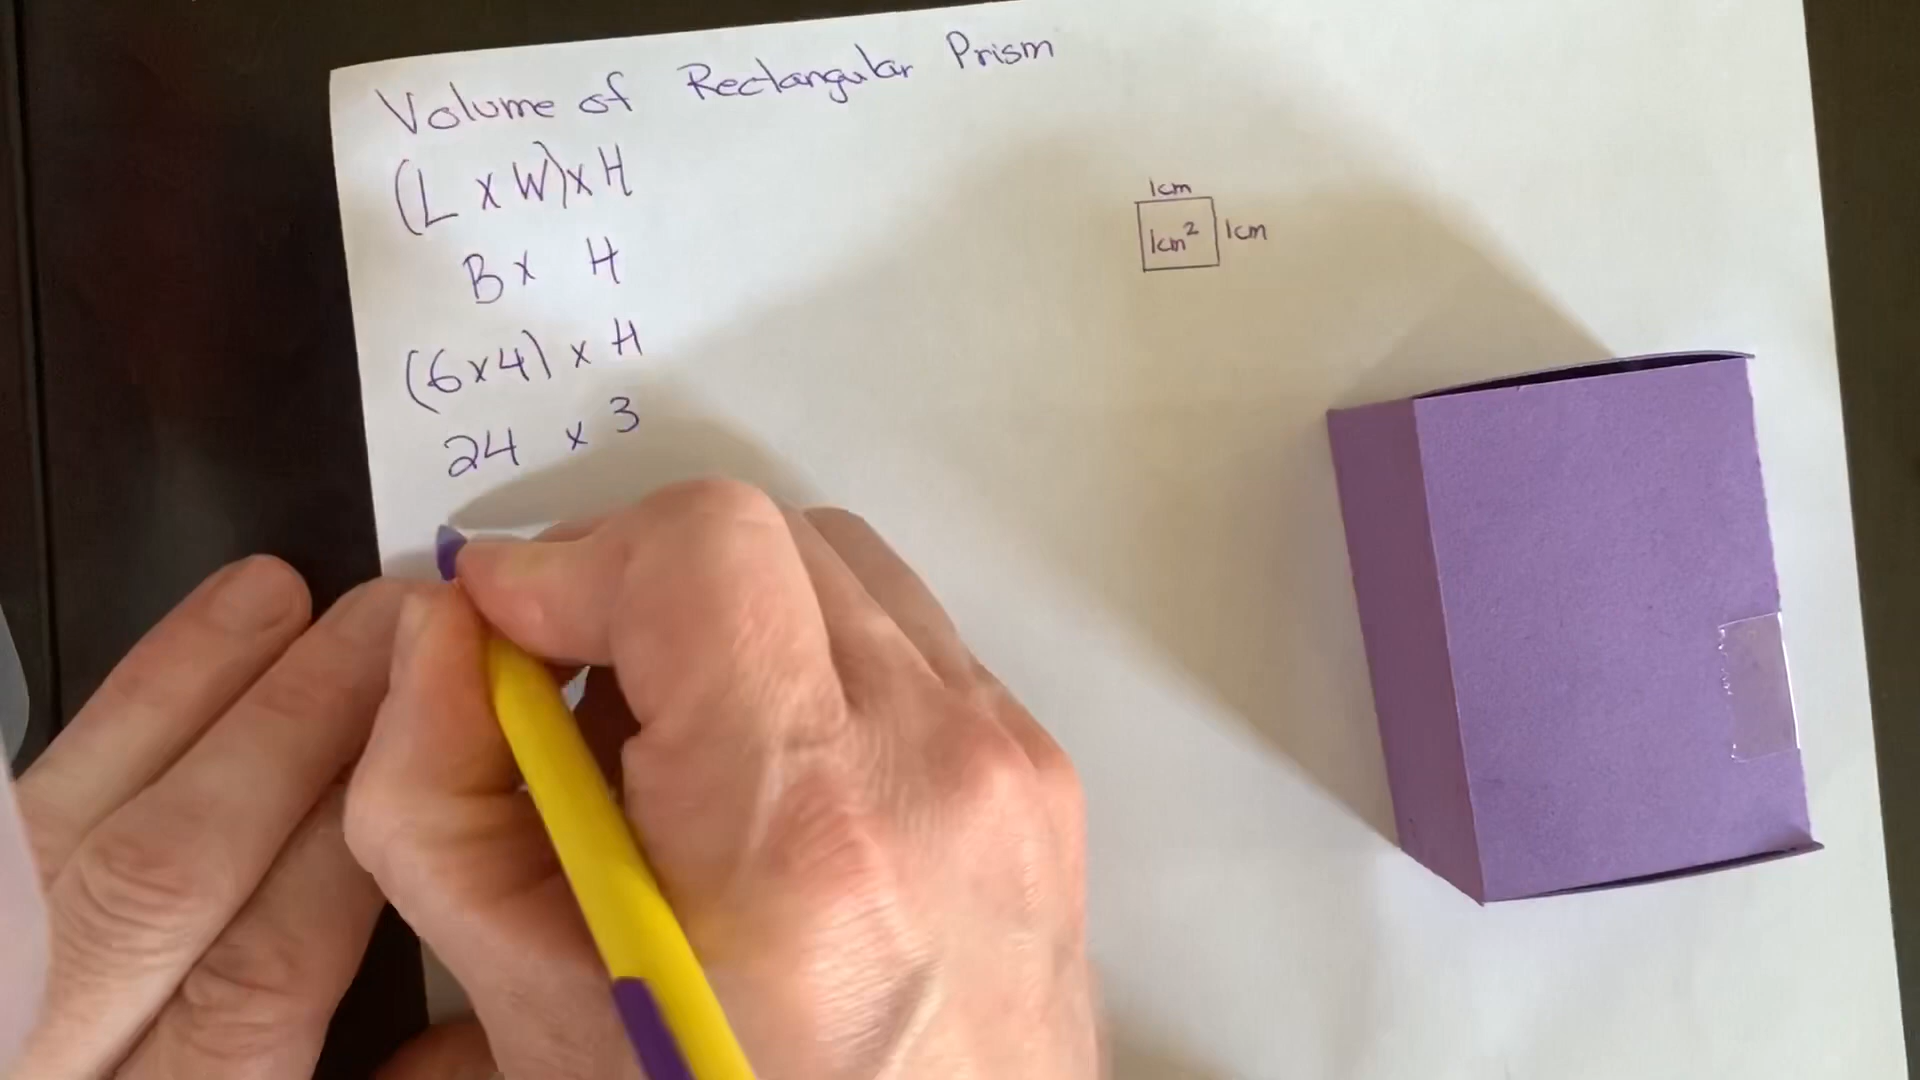 Volume of Rectangular Prism
(L x W) x H
B x H
(6x4) x H
24 x 3
1cm
1cm² 1cm